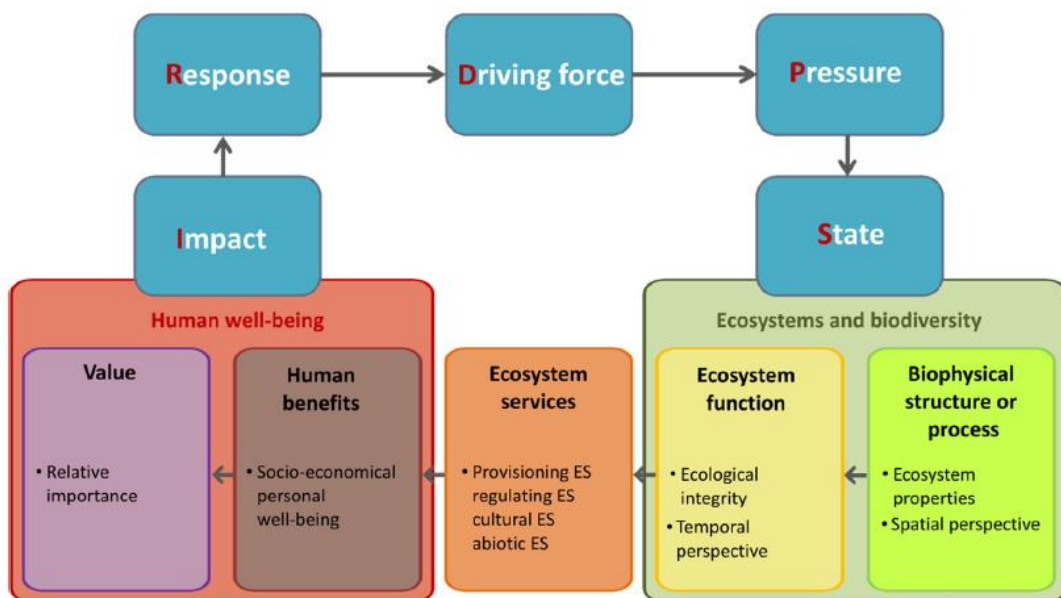 Response
Driving force
Pressure
Impact
State
Human well-being
Ecosystems and biodiversity
Value
• Relative
importance
Human
benefits
• Socio-economical
personal
well-being
Ecosystem
services
• Provisioning ES
regulating ES
cultural ES
abiotic ES
Ecosystem
function
• Ecological
integrity
• Temporal
perspective
Biophysical
structure or
process
• Ecosystem
properties
• Spatial perspective